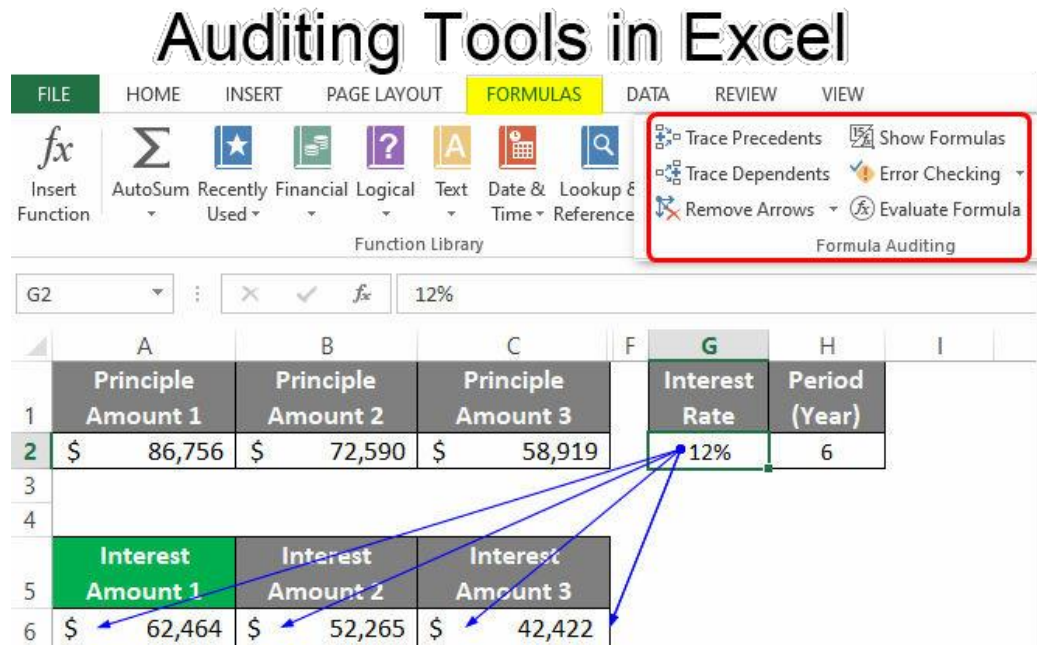 Auditing Tools in Excel
FILE HOME INSERT PAGE LAYOUT FORMULAS DATA REVIEW VIEW
fx
Insert
Function
AutoSum
Recently
Used
Financial
Logical
Text
Date &
Time
Lookup &
Reference
Function Library
Trace Precedents
Trace Dependents
Remove Arrows
Show Formulas
Error Checking
Evaluate Formula
Formula Auditing
G2 fx 12%
A B C F G H I
1 Principle Amount 1 Principle Amount 2 Principle Amount 3 Interest Rate Period (Year)
2 $ 86,756 $ 72,590 $ 58,919 12% 6
3
4
5 Interest Amount 1 Interest Amount 2 Interest Amount 3
6 $ 62,464 $ 52,265 $ 42,422